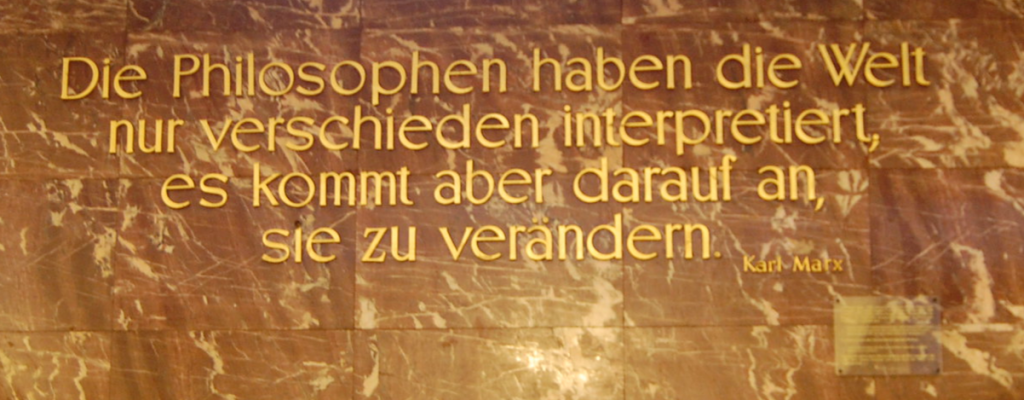 Die Philosophen haben die Welt
nur verschieden interpretiert,
es kommt aber darauf an,
sie zu verändern.
Karl Marx